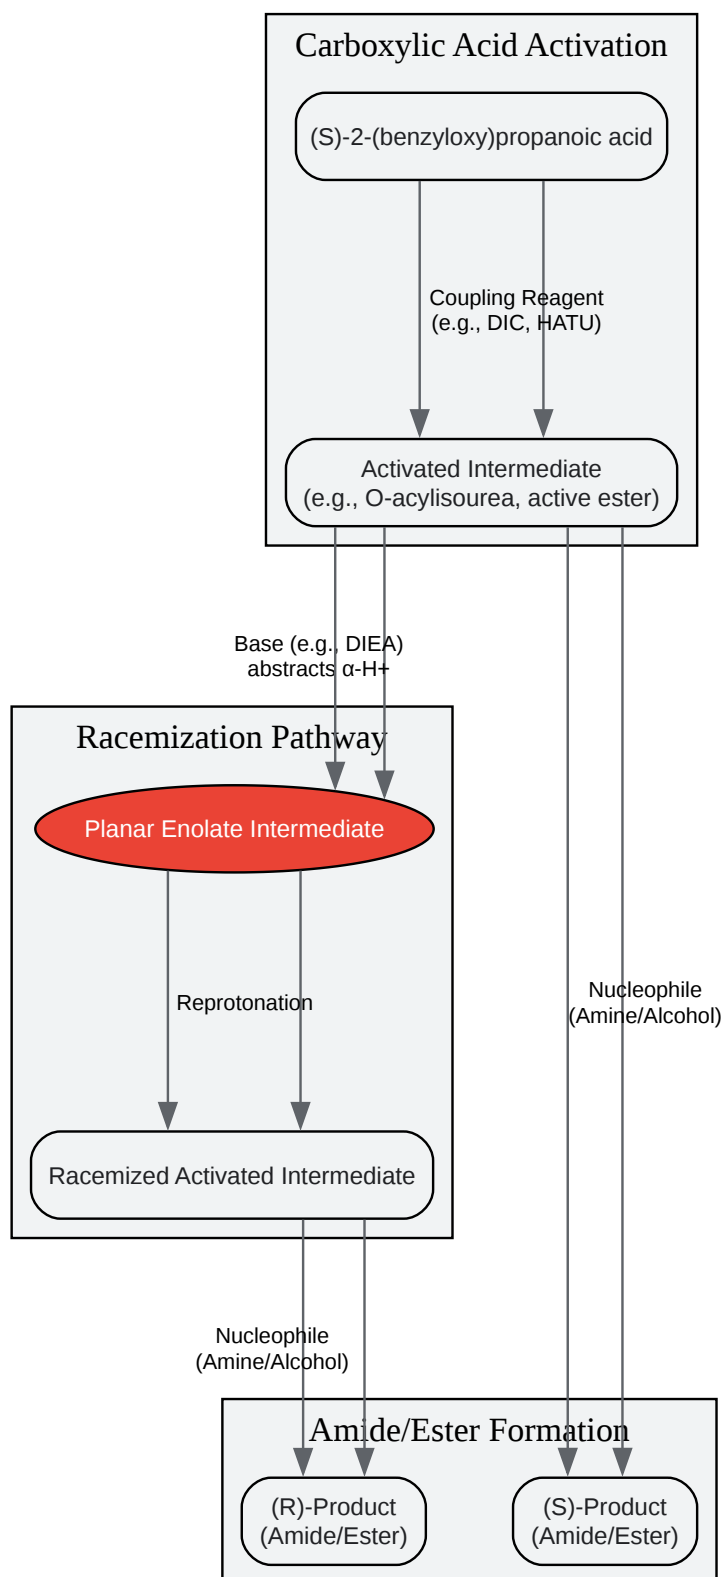 Carboxylic Acid Activation
(S)-2-(benzyloxy)propanoic acid
Coupling Reagent
(e.g., DIC, HATU)
Activated Intermediate
(e.g., O-acylisourea, active ester)
Base (e.g., DIEA)
abstracts α-H+
Racemization Pathway
Planar Enolate Intermediate
Reprotonation
Nucleophile
(Amine/Alcohol)
Racemized Activated Intermediate
Nucleophile
(Amine/Alcohol)
Amide/Ester Formation
(R)-Product
(Amide/Ester)
(S)-Product
(Amide/Ester)